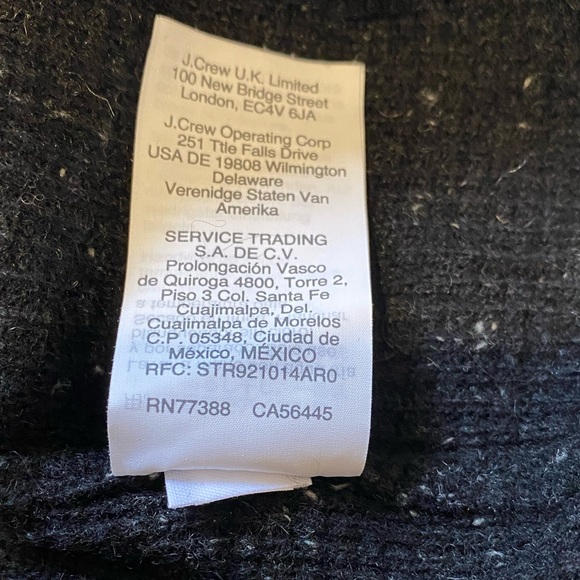 J.Crew U.K. Limited
100 New Bridge Street
London, EC4V 6JA
J.Crew Operating Corp
251 Ttle Falls Drive
USA DE 19808 Wilmington
Delaware
Verenidge Staten Van
Amerika
SERVICE TRADING
S.A. DE C.V.
Prolongación Vasco
de Quiroga 4800, Torre 2,
Piso 3 Col. Santa Fe
Cuajimalpa, Del.
Cuajimalpa de Morelos
C.P. 05348, Ciudad de
México, MÉXICO
RFC: STR921014AR0
RN77388 CA56445